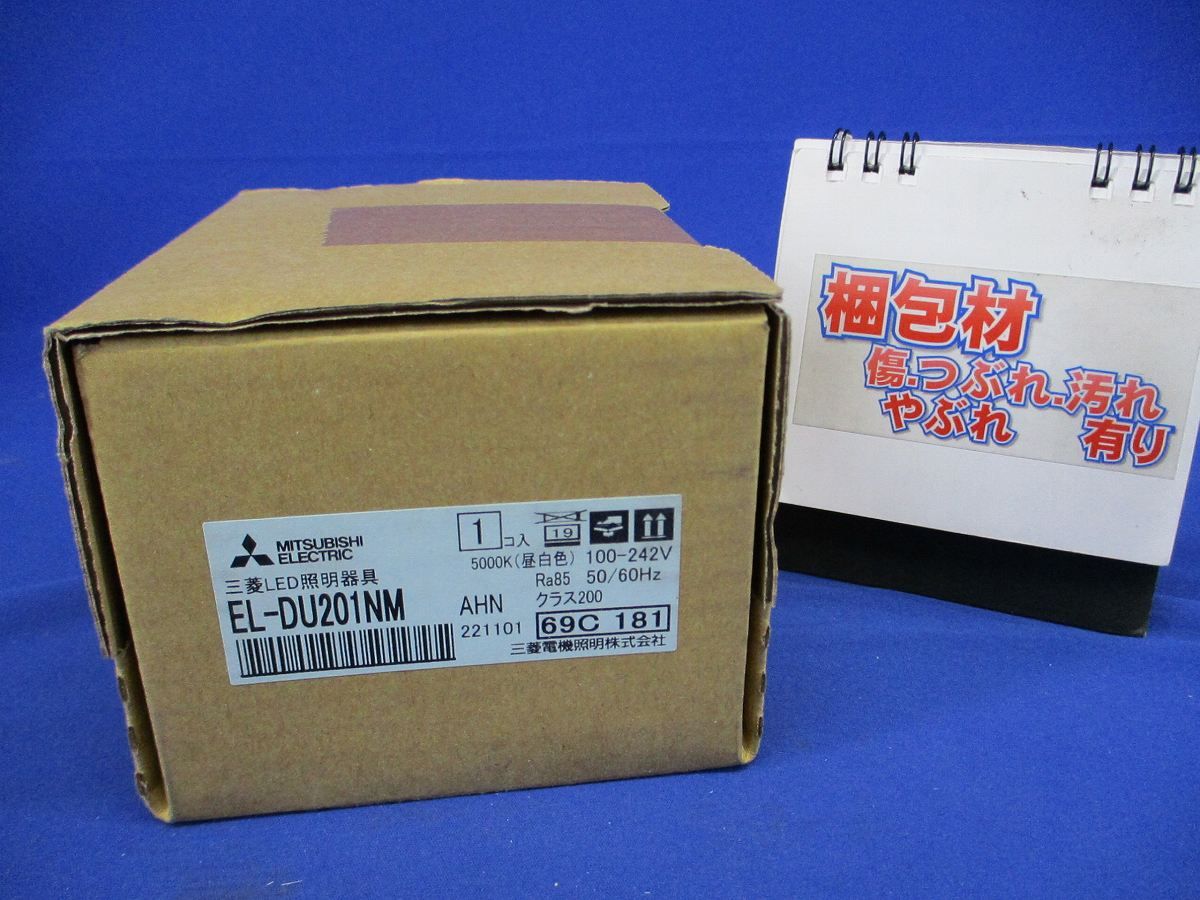 MITSUBISHI
ELECTRIC
1コ入
19
三菱LED照明器具
5000K(昼白色) 100-242V
Ra85 50/60Hz
EL-DU201NM
AHN
クラス200
221101
69C 181
三菱電機照明株式会社
梱包材
傷.つぶれ.汚れ
やぶれ 有り